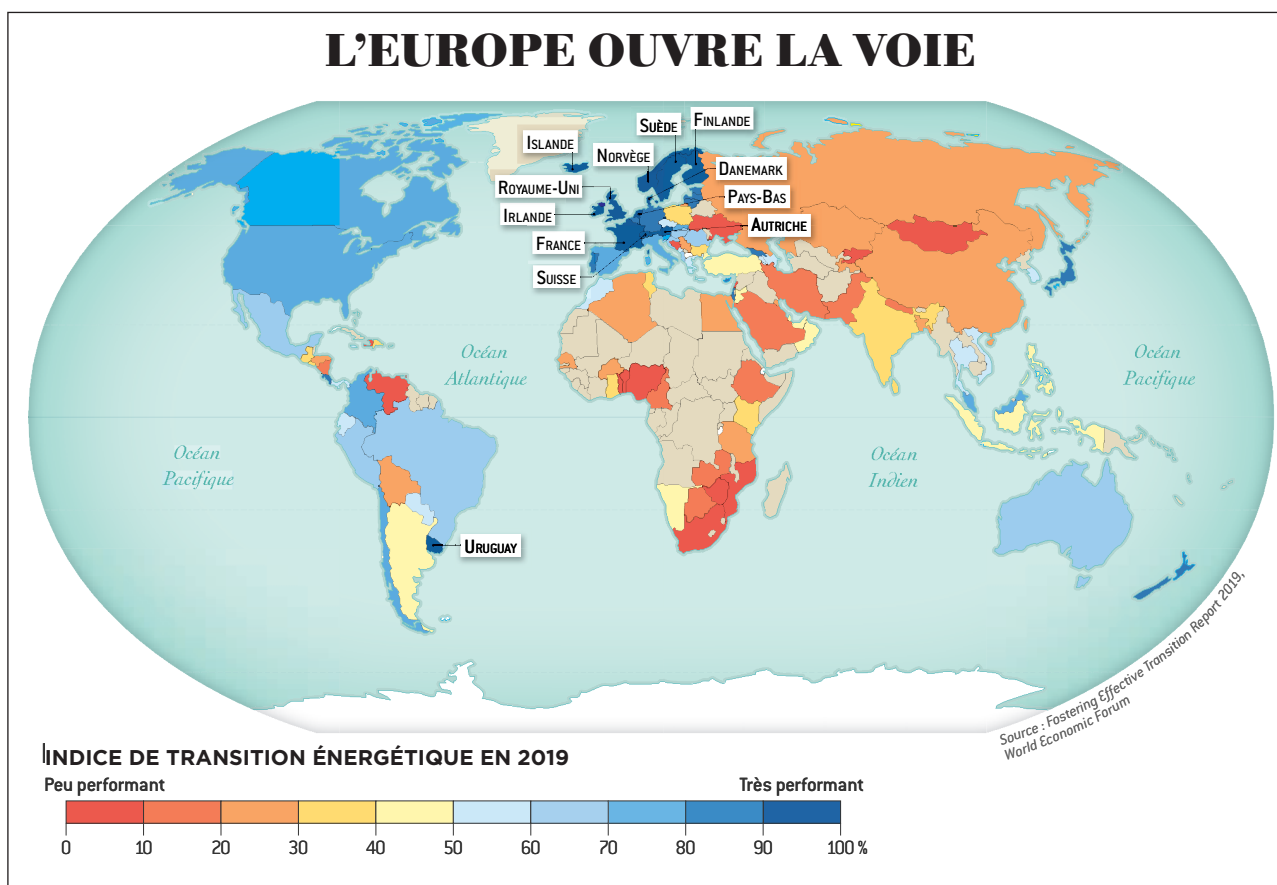 L'EUROPE OUVRE LA VOIE
SUÈDE
FINLANDE
ISLANDE
NORVÈGE
DANEMARK
ROYAUME-UNI
PAYS-BAS
IRLANDE
AUTRICHE
FRANCE
SUISSE
Océan
Atlantique
Océan
Pacifique
Océan
Pacifique
Océan
Indien
URUGUAY
Source : Fostering Effective Transition Report 2019,
World Economic Forum
INDICE DE TRANSITION ÉNERGÉTIQUE EN 2019
Peu performant Très performant
0 10 20 30 40 50 60 70 80 90 100 %